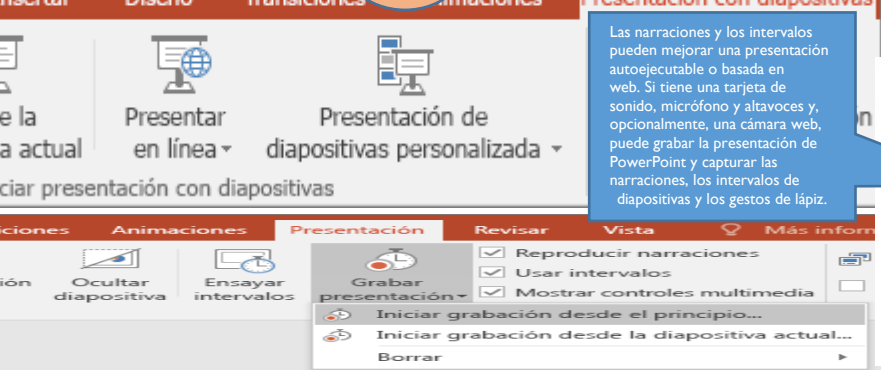 Diseño
Transiciones
Animaciones
Presentación con diapositivas
Las narraciones y los intervalos
pueden mejorar una presentación
autoejecutable o basada en
web. Si tiene una tarjeta de
sonido, micrófono y altavoces y,
opcionalmente, una cámara web,
puede grabar la presentación de
PowerPoint y capturar las
narraciones, los intervalos de
diapositivas y los gestos de lápiz.
e la
a actual
Presentar
en línea
Presentación de
diapositivas personalizada
ciar presentación con diapositivas
iciones
Animaciones
Presentación
Revisar
Vista
Más inform
ión
Ocultar
diapositiva
Ensayar
intervalos
Grabar
presentación
Reproducir narraciones
Usar intervalos
Mostrar controles multimedia
Iniciar grabación desde el principio...
Iniciar grabación desde la diapositiva actual...
Borrar